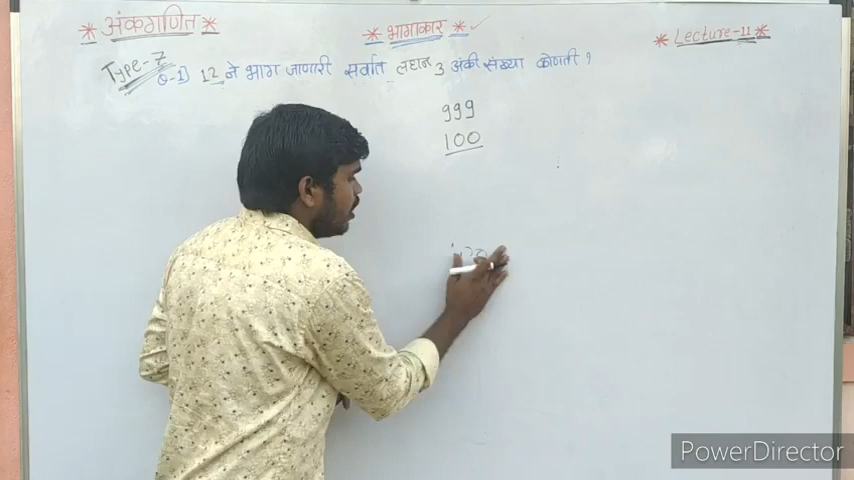 * अंकगणित *
* भागाकार *
* Lecture-11 *
Type-7
Q-1) 12 ने भाग जाणारी सर्वात लहान 3 अंकी संख्या कोणती ?
999
100
PowerDirector